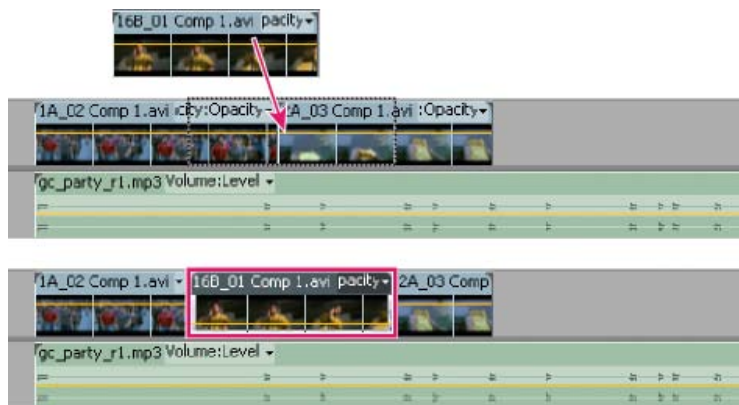 16B_01 Comp 1.avi pacity
1A_02 Comp 1.avi city:Opacity A_03 Comp 1.avi :Opacity
gc_party_r1.mp3 Volume:Level
1A_02 Comp 1.avi 16B_01 Comp 1.avi pacity 2A_03 Comp
gc_party_r1.mp3 Volume:Level